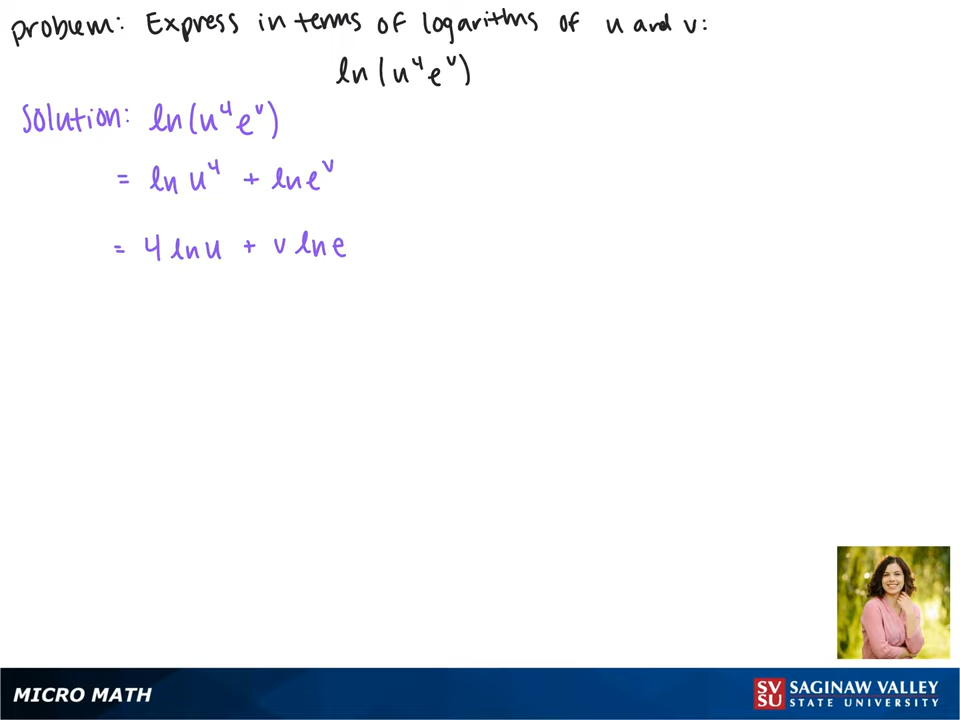 Problem: Express in terms of logarithms of u and v:
ln(u⁴eᵛ)
Solution: ln(u⁴eᵛ)
= ln u⁴ + ln eᵛ
= 4 ln u + v ln e
MICRO MATH
SV SU SAGINAW VALLEY
STATE UNIVERSITY